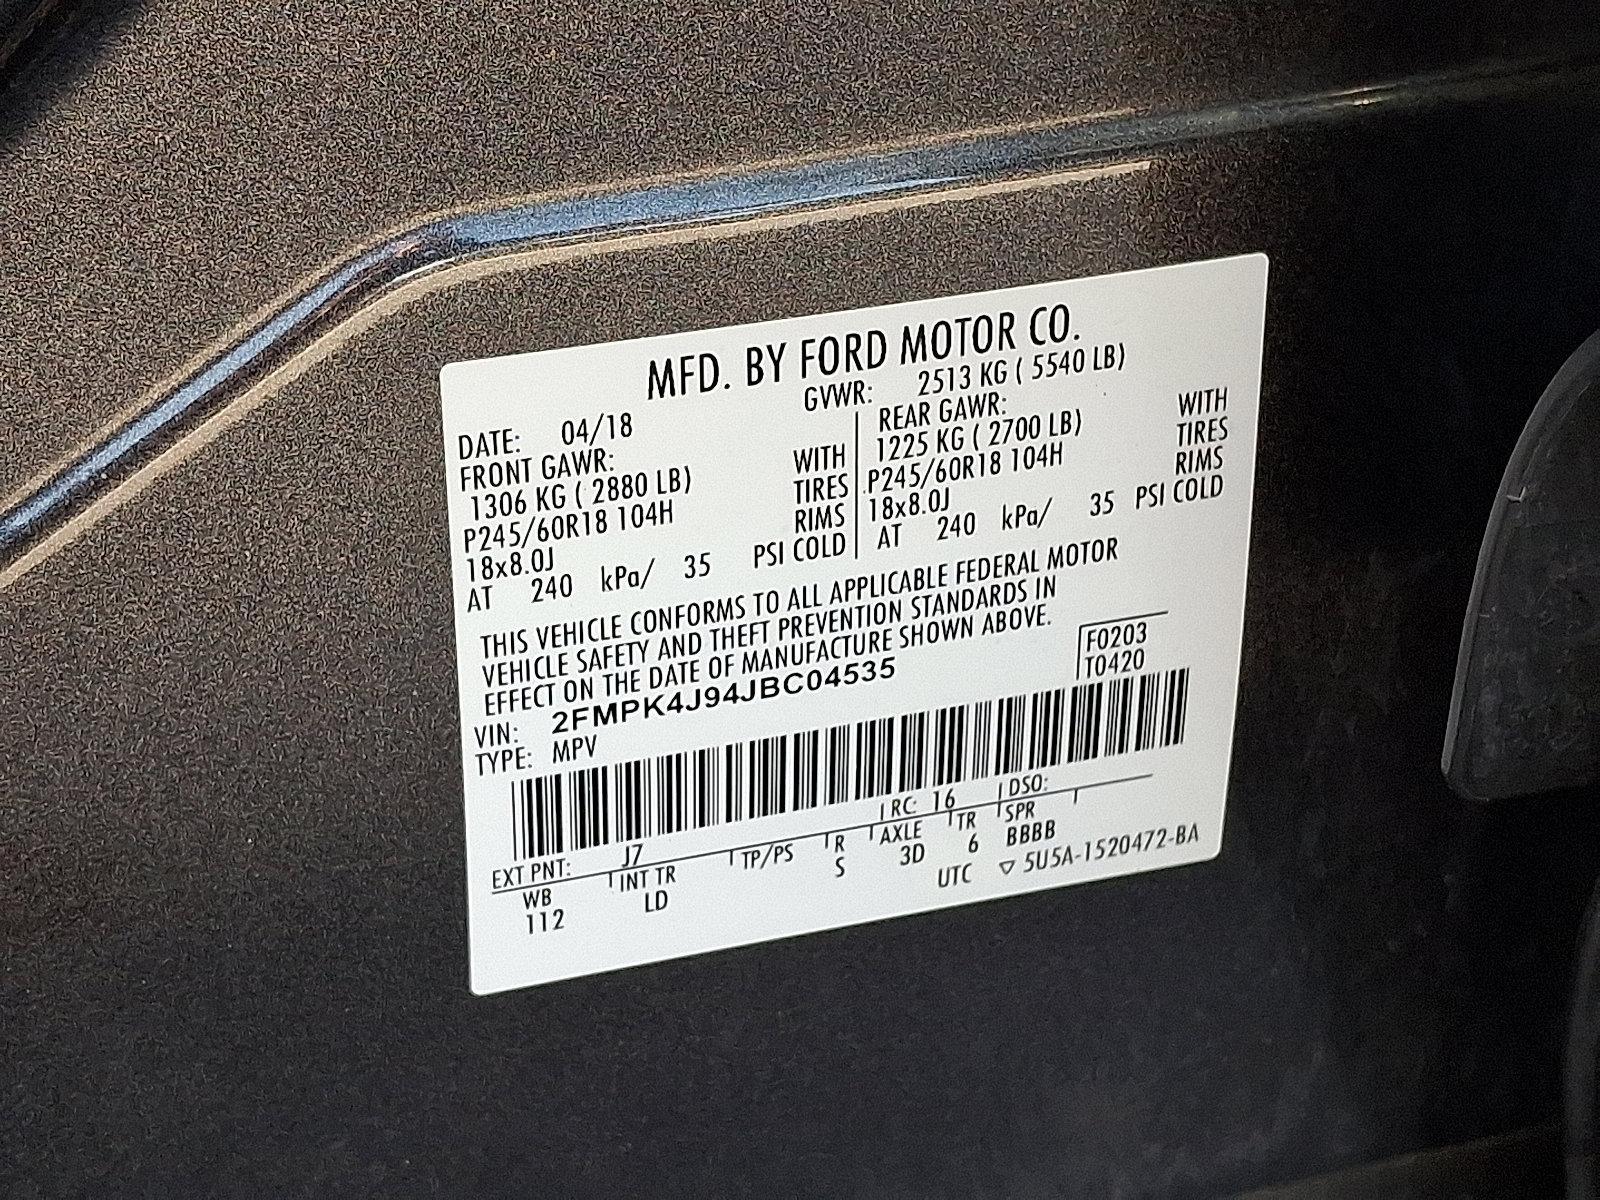 MFD. BY FORD MOTOR CO.
DATE: 04/18 GVWR: 2513 KG ( 5540 LB)
FRONT GAWR: REAR GAWR:
1306 KG ( 2880 LB) WITH 1225 KG ( 2700 LB) WITH
P245/60R18 104H TIRES P245/60R18 104H TIRES
18x8.0J RIMS 18x8.0J RIMS
AT 240 kPa/ 35 PSI COLD AT 240 kPa/ 35 PSI COLD
THIS VEHICLE CONFORMS TO ALL APPLICABLE FEDERAL MOTOR
VEHICLE SAFETY AND THEFT PREVENTION STANDARDS IN
EFFECT ON THE DATE OF MANUFACTURE SHOWN ABOVE.
F0203
T0420
VIN: 2FMPK4J94JBC04535
TYPE: MPV
EXT PNT: J7 RC: 16 DSO:
WB INT TR TP/PS R AXLE TR SPR
112 LD S 3D 6 BBBB
UTC ▽ 5U5A-1520472-BA